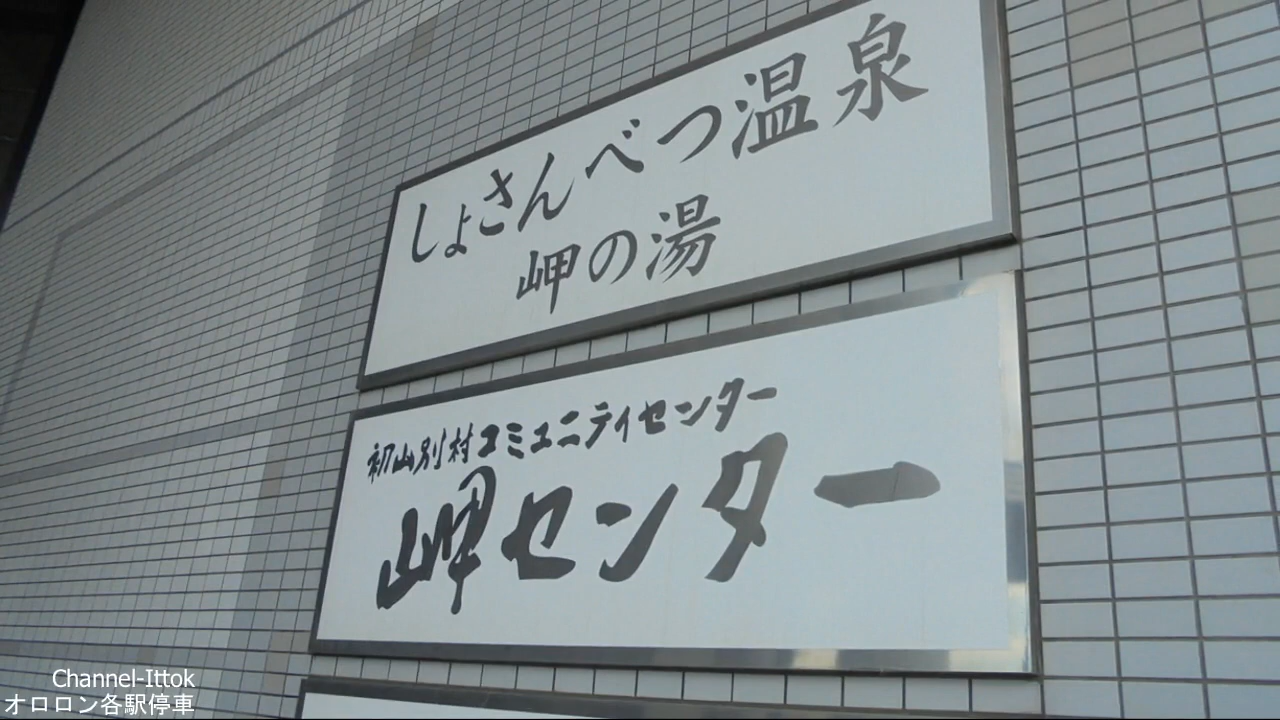 しょさんべつ温泉
岬の湯
初山別村コミュニティセンター
岬センター
Channel-Ittok
オロロン各駅停車